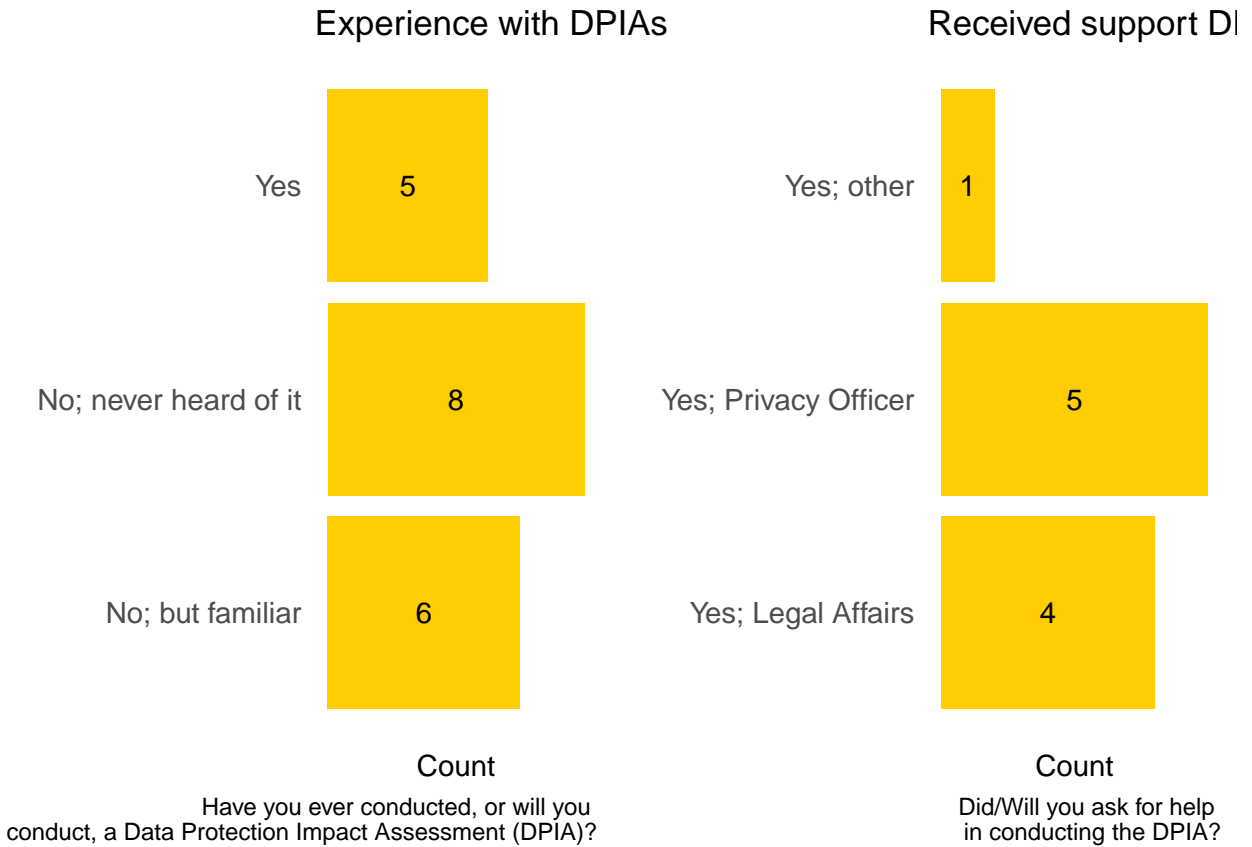 Experience with DPIAs
Yes
5
No; never heard of it
8
No; but familiar
6
Count
Have you ever conducted, or will you
conduct, a Data Protection Impact Assessment (DPIA)?
Received support DI
Yes; other
1
Yes; Privacy Officer
5
Yes; Legal Affairs
4
Count
Did/Will you ask for help
in conducting the DPIA?